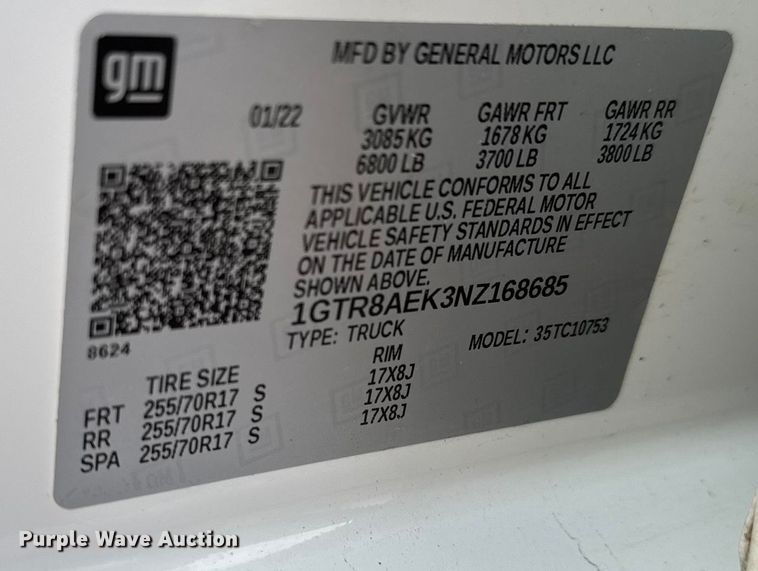 gm
MFD BY GENERAL MOTORS LLC
01/22 GVWR GAWR FRT GAWR RR
3085 KG 1678 KG 1724 KG
6800 LB 3700 LB 3800 LB
THIS VEHICLE CONFORMS TO ALL
APPLICABLE U.S. FEDERAL MOTOR
VEHICLE SAFETY STANDARDS IN EFFECT
ON THE DATE OF MANUFACTURE
SHOWN ABOVE.
1GTR8AEK3NZ168685
8624
TYPE: TRUCK MODEL: 35TC10753
TIRE SIZE RIM
FRT 255/70R17 S 17X8J
RR 255/70R17 S 17X8J
SPA 255/70R17 S 17X8J
Purple Wave Auction